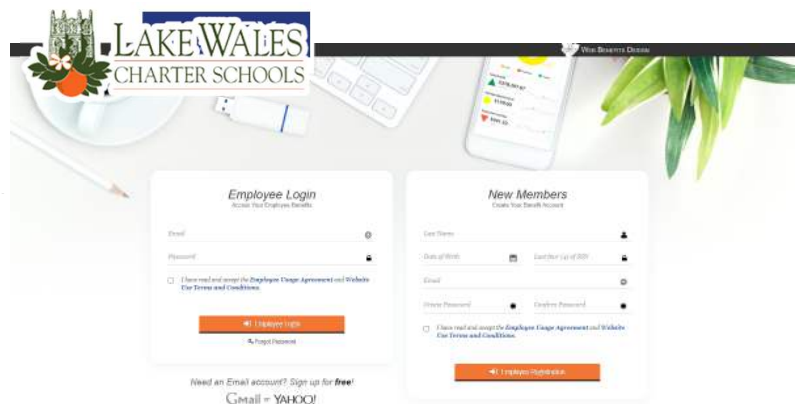 LAKE WALES
CHARTER SCHOOLS
WEB BENEFITS DESIGN
Employee Login
Access Your Employee Benefits
Email
Password
I have read and accept the Employee Usage Agreement and Website
Use Terms and Conditions.
Employee Login
Forgot Password
Need an Email account? Sign up for free!
Gmail YAHOO!
New Members
Create Your Benefit Account
Last Name
Date of Birth
Last four (4) of SSN
Email
Create Password
Confirm Password
I have read and accept the Employee Usage Agreement and Website
Use Terms and Conditions.
Employee Registration